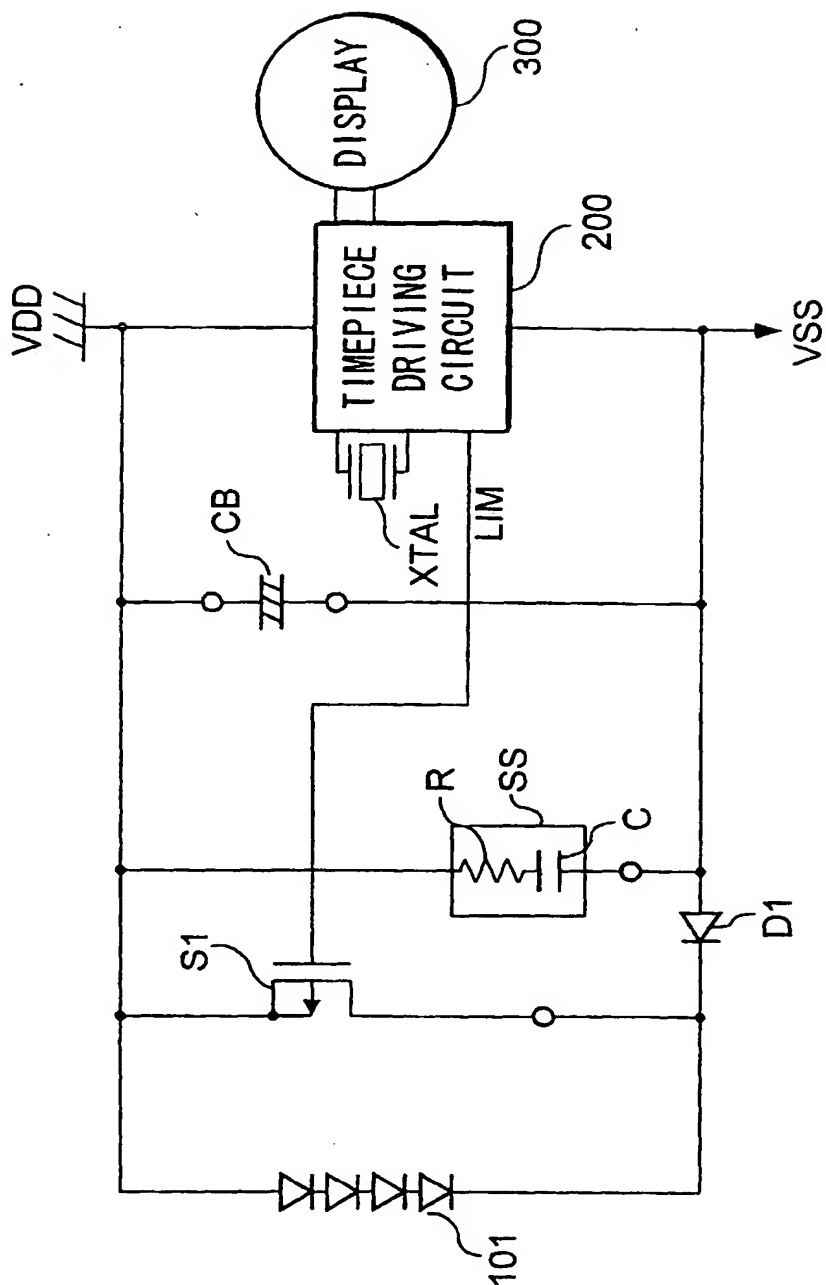 VDD
DISPLAY
300
TIMEPIECE
DRIVING
CIRCUIT
200
VSS
XTAL
LIM
CB
S1
R
SS
C
D1
101